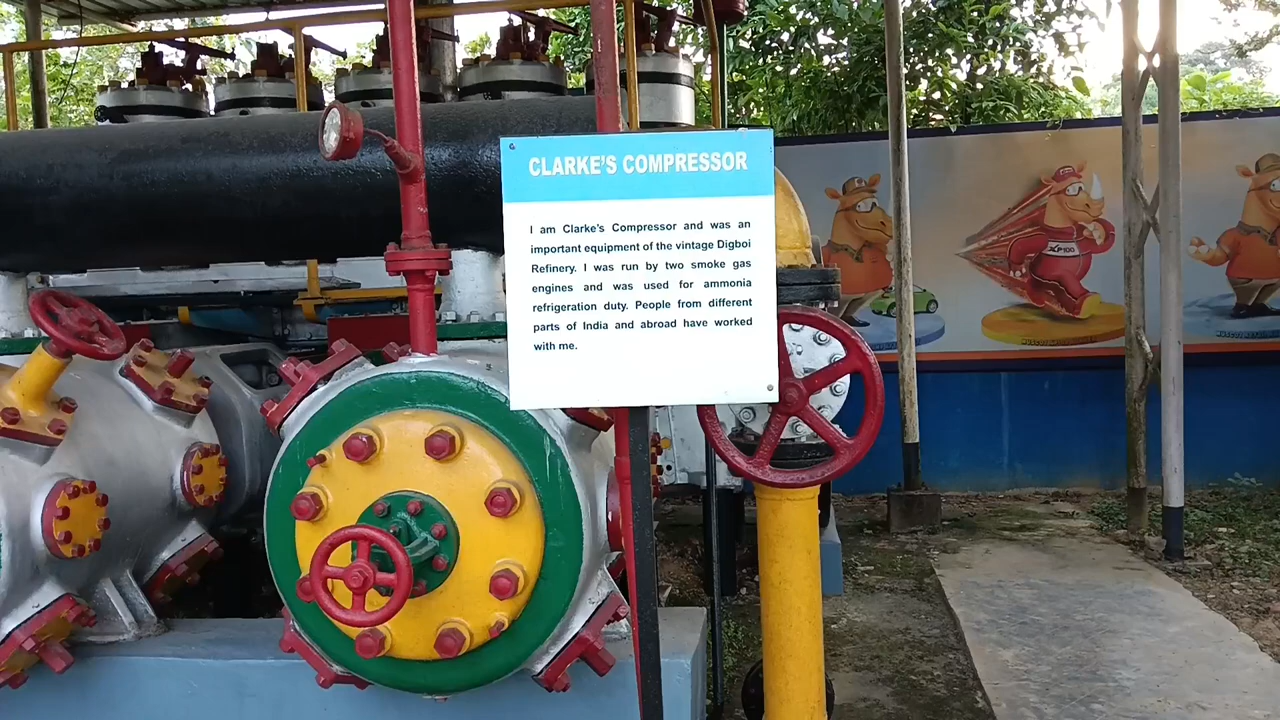 CLARKE'S COMPRESSOR
I am Clarke's Compressor and was an
important equipment of the vintage Digboi
Refinery. I was run by two smoke gas
engines and was used for ammonia
refrigeration duty. People from different
parts of India and abroad have worked
with me.
XP100